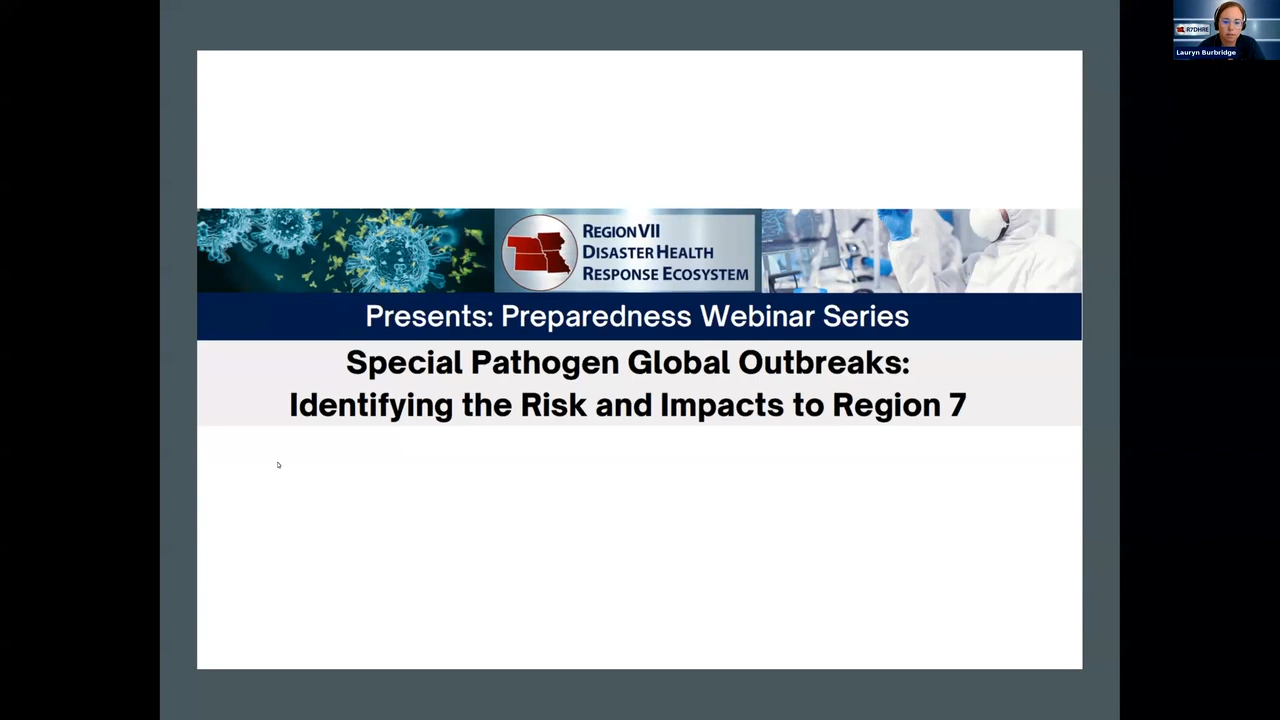 R7DHRE
Lauryn Burbridge
REGION VII
DISASTER HEALTH
RESPONSE ECOSYSTEM
Presents: Preparedness Webinar Series
Special Pathogen Global Outbreaks:
Identifying the Risk and Impacts to Region 7